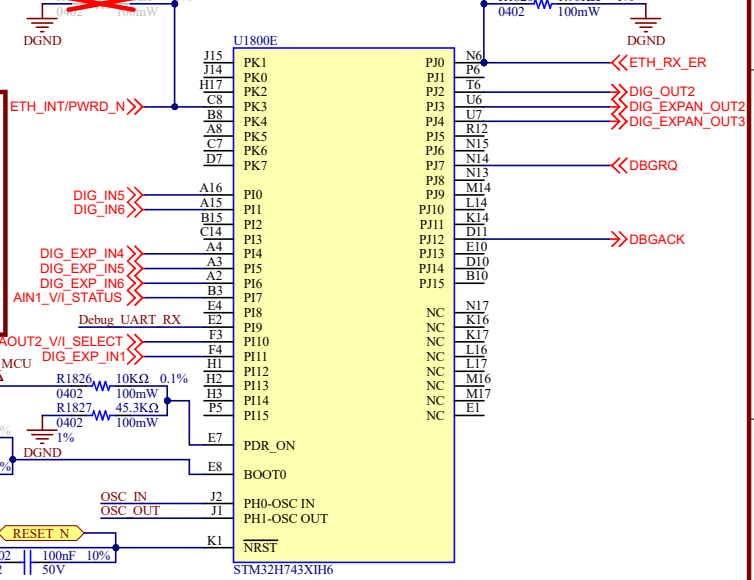 0402 100mW
DGND
0402 100mW
DGND
U1800E
J15 PK1 PJ0 N6 ETH_RX_ER
J14 PK0 PJ1 P6
H17 PK2 PJ2 T6 DIG_OUT2
ETH_INT/PWRD_N C8 PK3 PJ3 U6 DIG_EXPAN_OUT2
B8 PK4 PJ4 U7 DIG_EXPAN_OUT3
A8 PK5 PJ5 R12
C7 PK6 PJ6 N15
D7 PK7 PJ7 N14 DBGRQ
PJ8 N13
DIG_IN5 A16 PI0 PJ9 M14
DIG_IN6 A15 PI1 PJ10 L14
B15 PI2 PJ11 K14
C14 PI3 PJ12 D11 DBGACK
DIG_EXP_IN4 A4 PI4 PJ13 E10
DIG_EXP_IN5 A3 PI5 PJ14 D10
DIG_EXP_IN6 A2 PI6 PJ15 B10
AIN1_V/I_STATUS B3 PI7
E4 PI8 NC N17
Debug_UART_RX E2 PI9 NC K16
AOUT2_V/I_SELECT F3 PI10 NC K17
DIG_EXP_IN1 F4 PI11 NC L16
_MCU H1 PI12 NC L17
R1826 10KΩ 0.1% H2 PI13 NC M16
0402 100mW H3 PI14 NC M17
R1827 45.3KΩ P5 PI15 NC E1
0402 100mW
1%
DGND
%
E7 PDR_ON
%
E8 BOOT0
OSC_IN J2 PH0-OSC IN
OSC_OUT J1 PH1-OSC OUT
RESET_N
K1 NRST
02 100nF 10%
50V
STM32H743XIH6